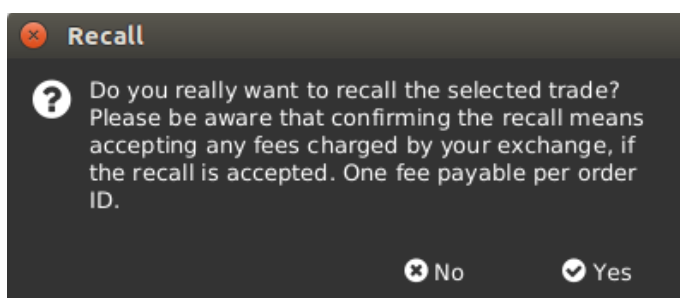 Recall
Do you really want to recall the selected trade?
Please be aware that confirming the recall means
accepting any fees charged by your exchange, if
the recall is accepted. One fee payable per order
ID.
No Yes